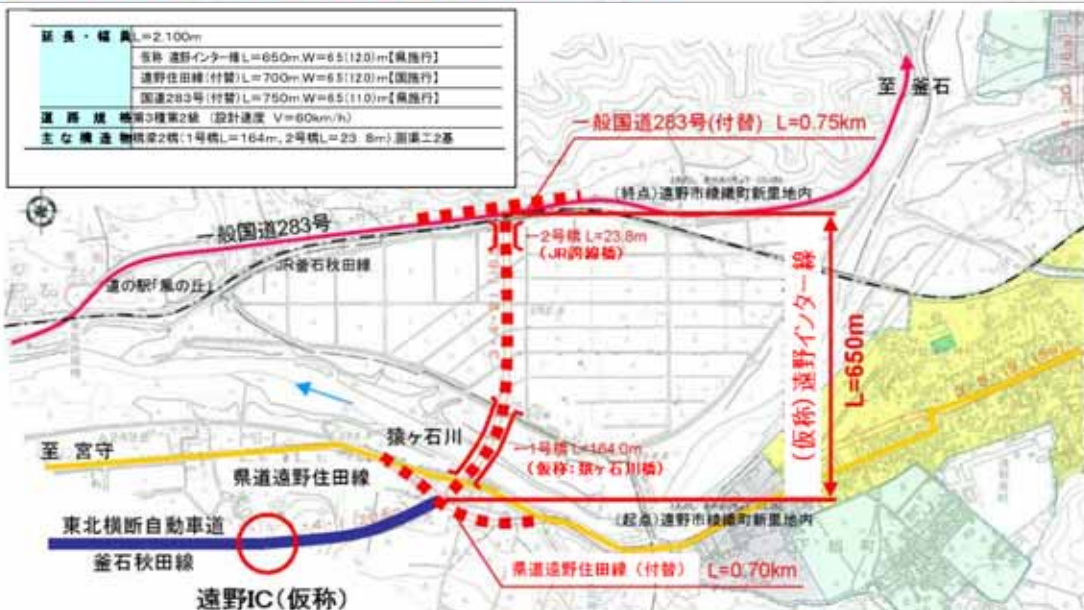 延長・幅員 L=2.100m
仮称 遠野インター線 L=650m.W=6.5(12.0)m【県施行】
遠野住田線(付替)L=700m.W=6.5(12.0)m【国施行】
国道283号(付替)L=750m.W=6.5(11.0)m【県施行】
道路規格 第3種第2級 (設計速度 V=60km/h)
主な構造物 橋梁2橋(1号橋L=164m、2号橋L=23.8m)、函渠工2基
至 釜石
一般国道283号(付替) L=0.75km
(終点)遠野市綾織町新里地内
一般国道283号
←2号橋 L=23.8m
(JR跨線橋)
JR釜石秋田線
道の駅「風の丘」
(仮称)遠野インター線
L=650m
猿ヶ石川
←1号橋 L=164.0m
(仮称:猿ヶ石川橋)
至 宮守
県道遠野住田線
(起点)遠野市綾織町新里地内
東北横断自動車道
釜石秋田線
県道遠野住田線(付替) L=0.70km
遠野IC(仮称)